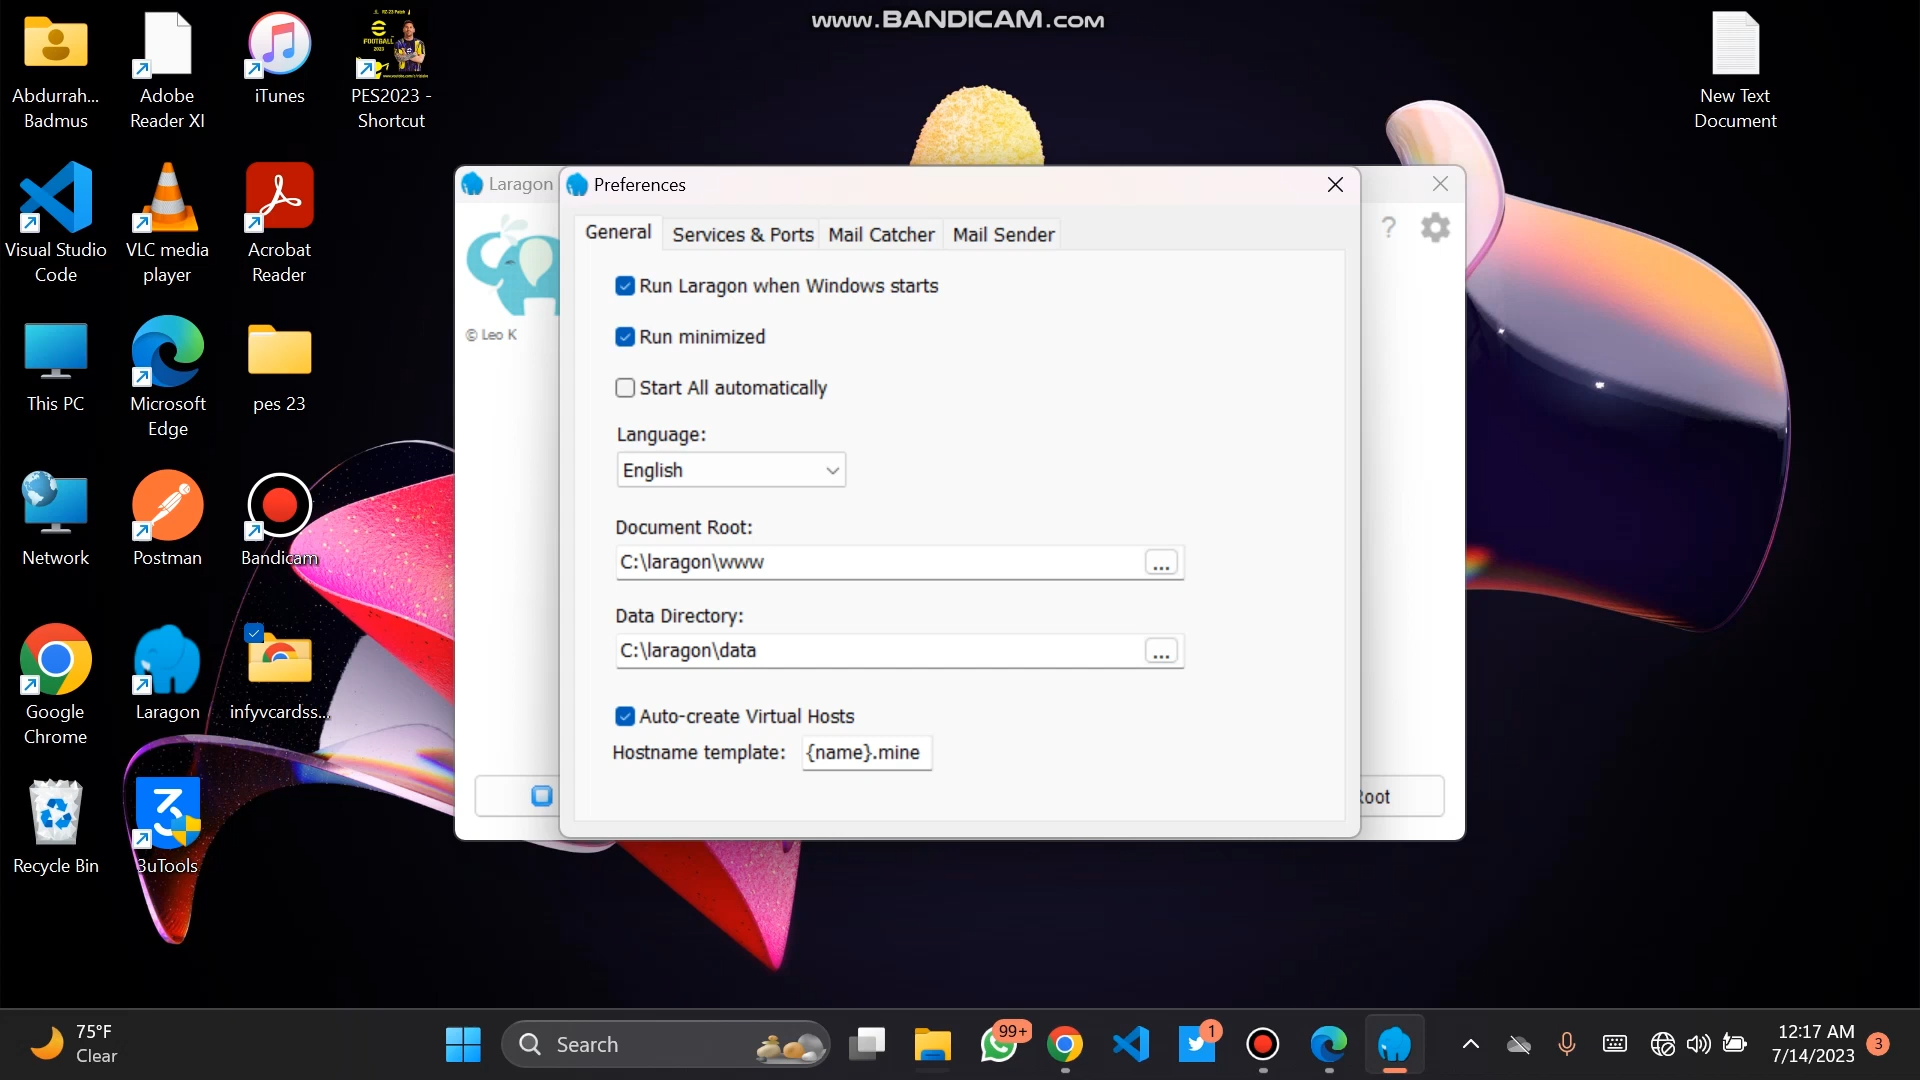 www.BANDICAM.com
Abdurrah...
Badmus
Adobe
Reader XI
iTunes
FOOTBALL
2023
PES2023 -
Shortcut
New Text
Document
Visual Studio
Code
VLC media
player
Acrobat
Reader
This PC
Microsoft
Edge
pes 23
Network
Postman
Bandicam
Google
Chrome
Laragon
infyvcardss...
Recycle Bin
3uTools
Laragon
© Leo K
?
Root
Preferences
General
Services & Ports
Mail Catcher
Mail Sender
Run Laragon when Windows starts
Run minimized
Start All automatically
Language:
English
Document Root:
C:\laragon\www
...
Data Directory:
C:\laragon\data
...
Auto-create Virtual Hosts
Hostname template: {name}.mine
75°F
Clear
Search
99+
1
12:17 AM
7/14/2023
3